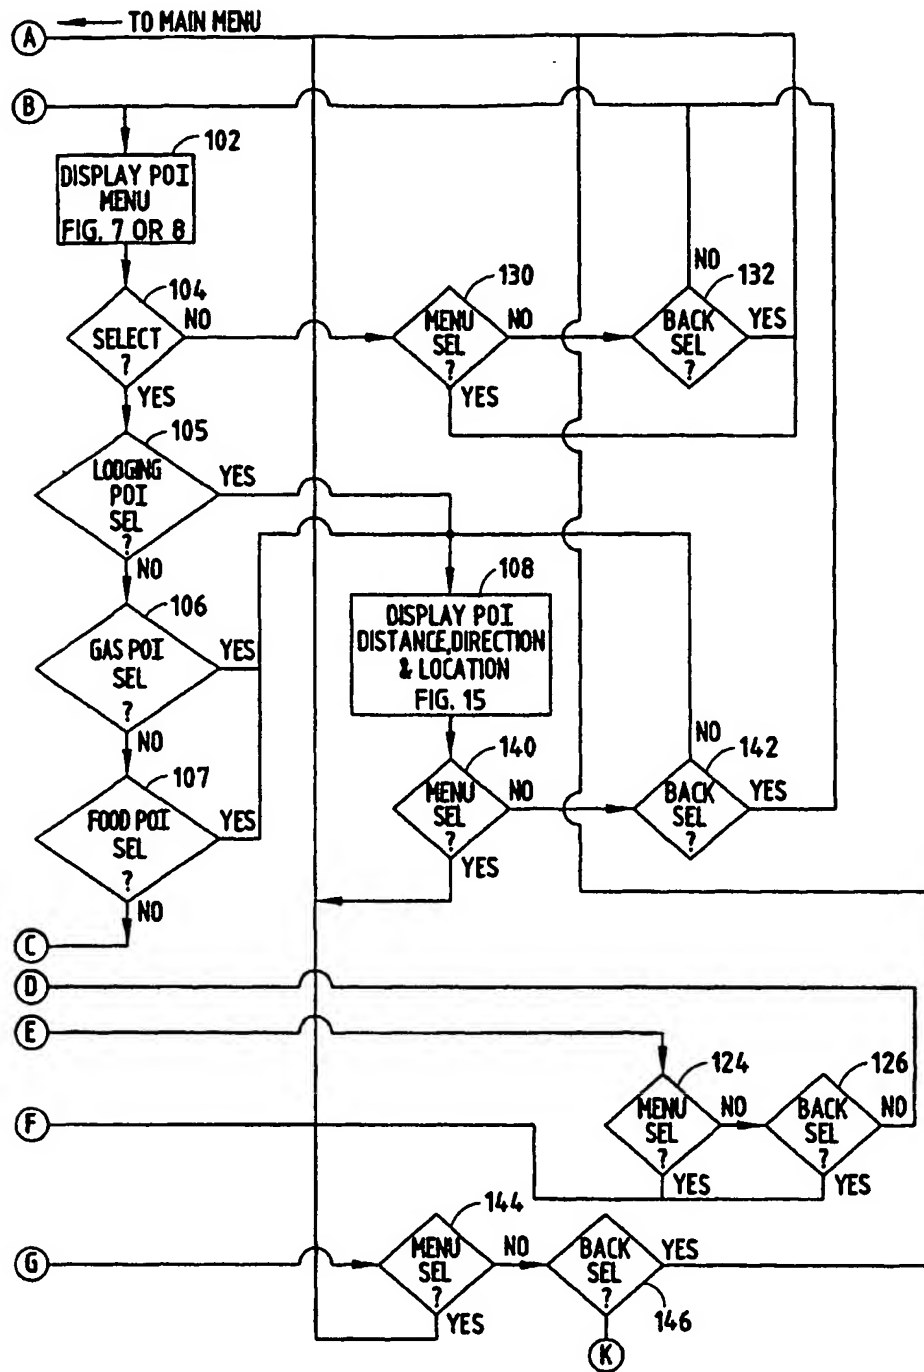 TO MAIN MENU
A
B
102
DISPLAY POI
MENU
FIG. 7 OR 8
104
SELECT
?
NO
YES
130
MENU
SEL
?
NO
YES
132
NO
BACK
SEL
?
YES
105
LODGING
POI
SEL
?
YES
NO
106
GAS POI
SEL
?
YES
NO
107
FOOD POI
SEL
?
YES
NO
108
DISPLAY POI
DISTANCE,DIRECTION
& LOCATION
FIG. 15
140
MENU
SEL
?
NO
YES
142
NO
BACK
SEL
?
YES
C
D
E
124
MENU
SEL
?
NO
YES
126
BACK
SEL
?
NO
YES
F
144
G
MENU
SEL
?
NO
YES
BACK
SEL
?
YES
146
K